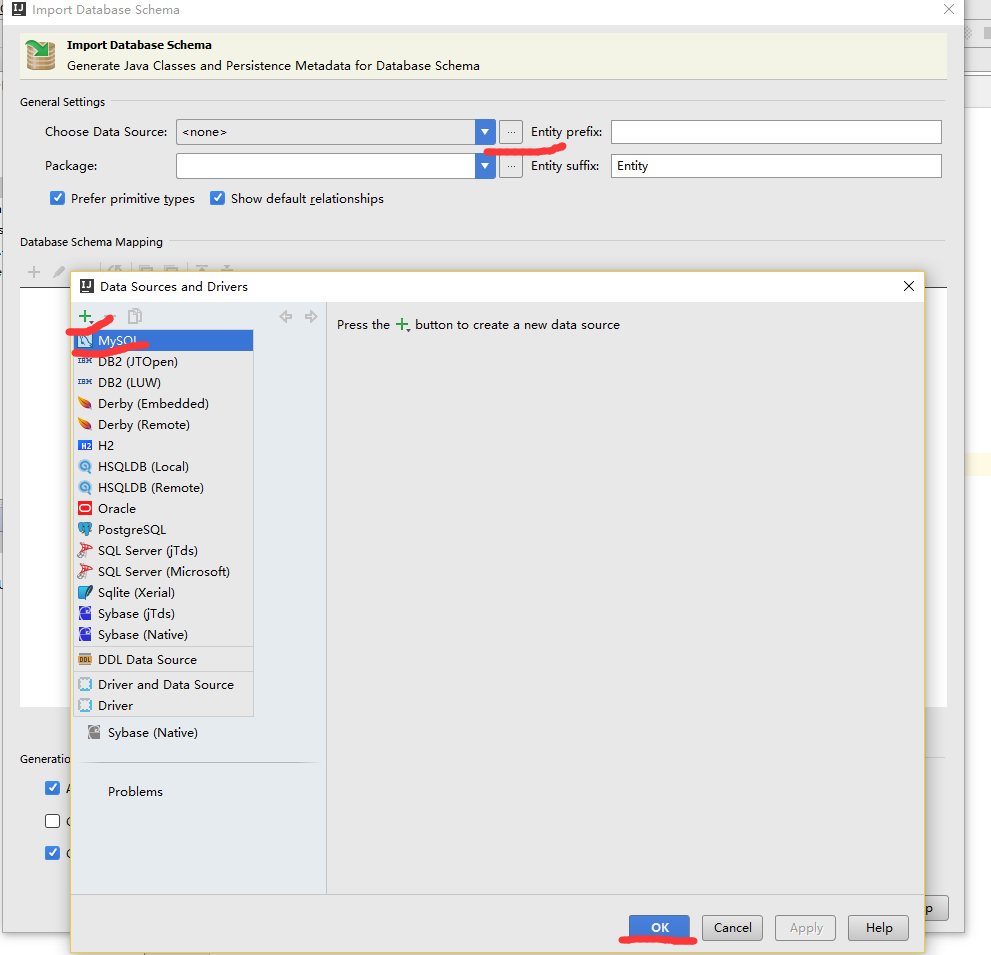 Import Database Schema
Import Database Schema
Generate Java Classes and Persistence Metadata for Database Schema
General Settings
Choose Data Source: <none> ... Entity prefix:
Package: ... Entity suffix: Entity
Prefer primitive types Show default relationships
Database Schema Mapping
Data Sources and Drivers
Press the + button to create a new data source
MySQL
DB2 (JTOpen)
DB2 (LUW)
Derby (Embedded)
Derby (Remote)
H2
HSQLDB (Local)
HSQLDB (Remote)
Oracle
PostgreSQL
SQL Server (jTds)
SQL Server (Microsoft)
Sqlite (Xerial)
Sybase (jTds)
Sybase (Native)
DDL Data Source
Driver and Data Source
Driver
Sybase (Native)
Problems
OK Cancel Apply Help